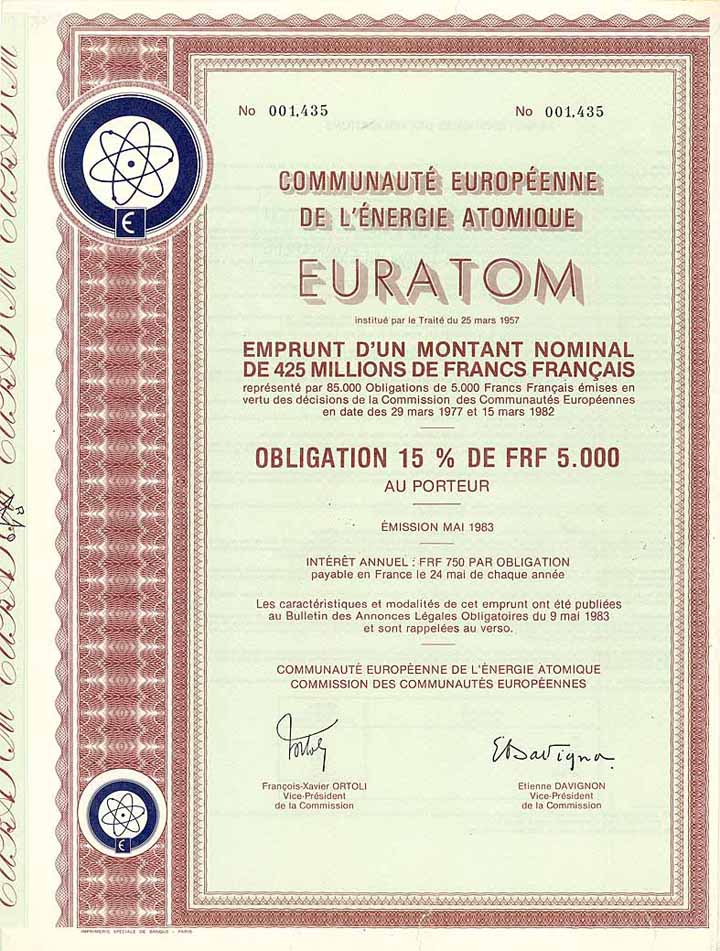 No 001,435 No 001,435
COMMUNAUTÉ EUROPÉENNE
DE L'ÉNERGIE ATOMIQUE
EURATOM
institué par le Traité du 25 mars 1957
EMPRUNT D'UN MONTANT NOMINAL
DE 425 MILLIONS DE FRANCS FRANÇAIS
représenté par 85.000 Obligations de 5.000 Francs Français émises en
vertu des décisions de la Commission des Communautés Européennes
en date des 29 mars 1977 et 15 mars 1982
OBLIGATION 15 % DE FRF 5.000
AU PORTEUR
ÉMISSION MAI 1983
INTÉRÊT ANNUEL : FRF 750 PAR OBLIGATION
payable en France le 24 mai de chaque année
Les caractéristiques et modalités de cet emprunt ont été publiées
au Bulletin des Annonces Légales Obligatoires du 9 mai 1983
et sont rappelées au verso.
COMMUNAUTÉ EUROPÉENNE DE L'ÉNERGIE ATOMIQUE
COMMISSION DES COMMUNAUTÉS EUROPÉENNES
Ortoli
EDavignon
François-Xavier ORTOLI
Vice-Président
de la Commission
Etienne DAVIGNON
Vice-Président
de la Commission
IMPRIMERIE SPÉCIALE DE BANQUE - PARIS